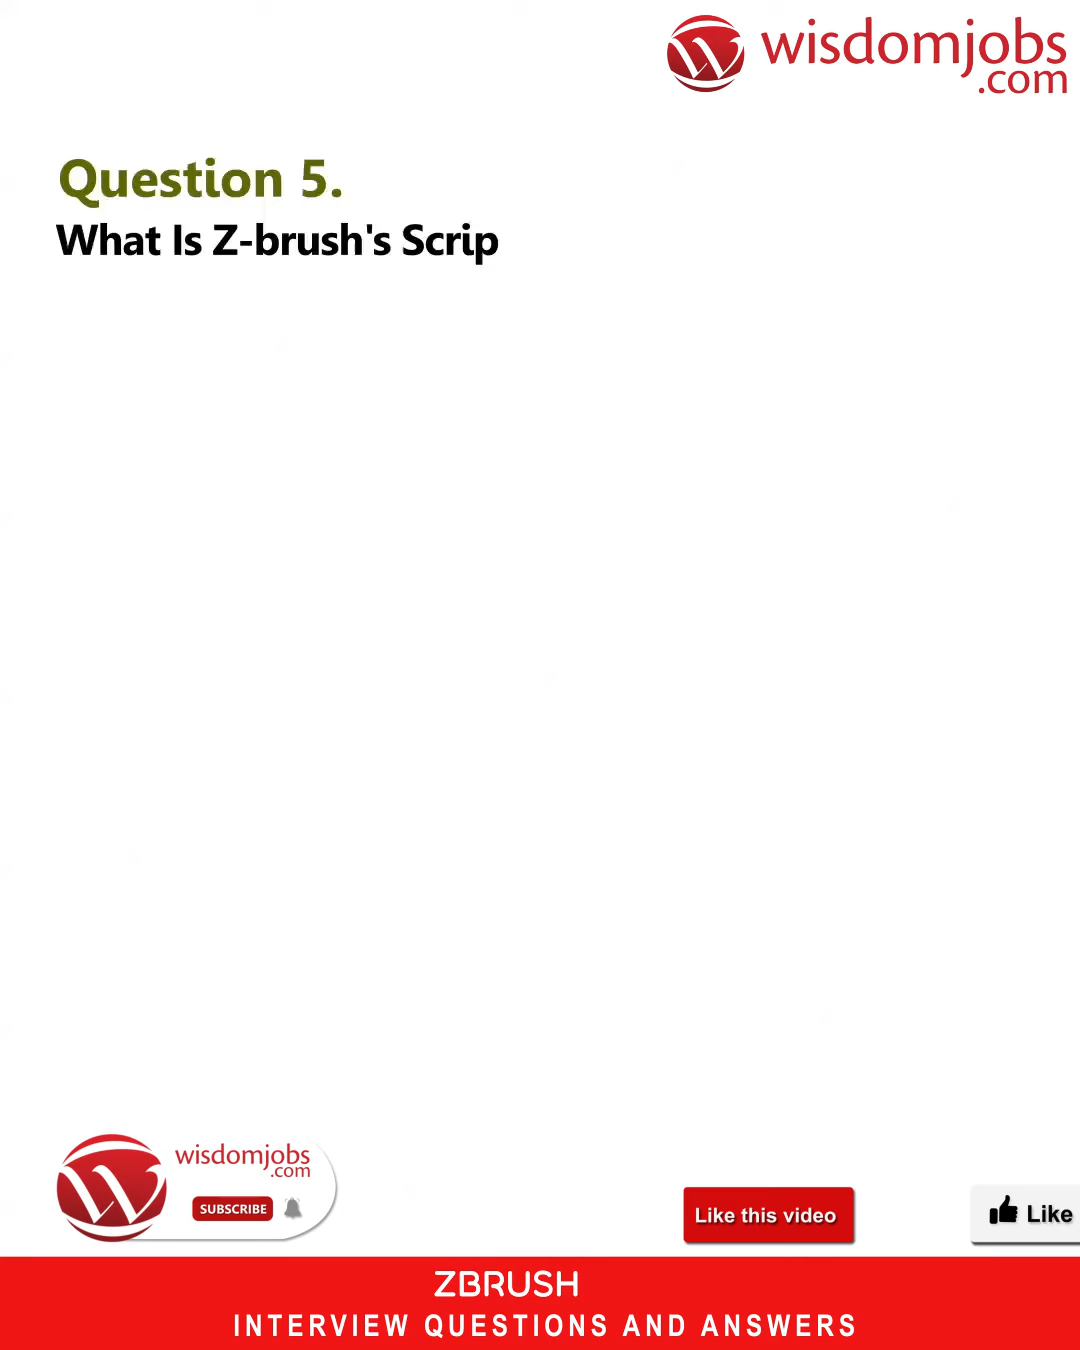 wisdomjobs
.com
Question 5.
What Is Z-brush's Scrip
wisdomjobs
.com
SUBSCRIBE
Like this video
Like
ZBRUSH
INTERVIEW QUESTIONS AND ANSWERS